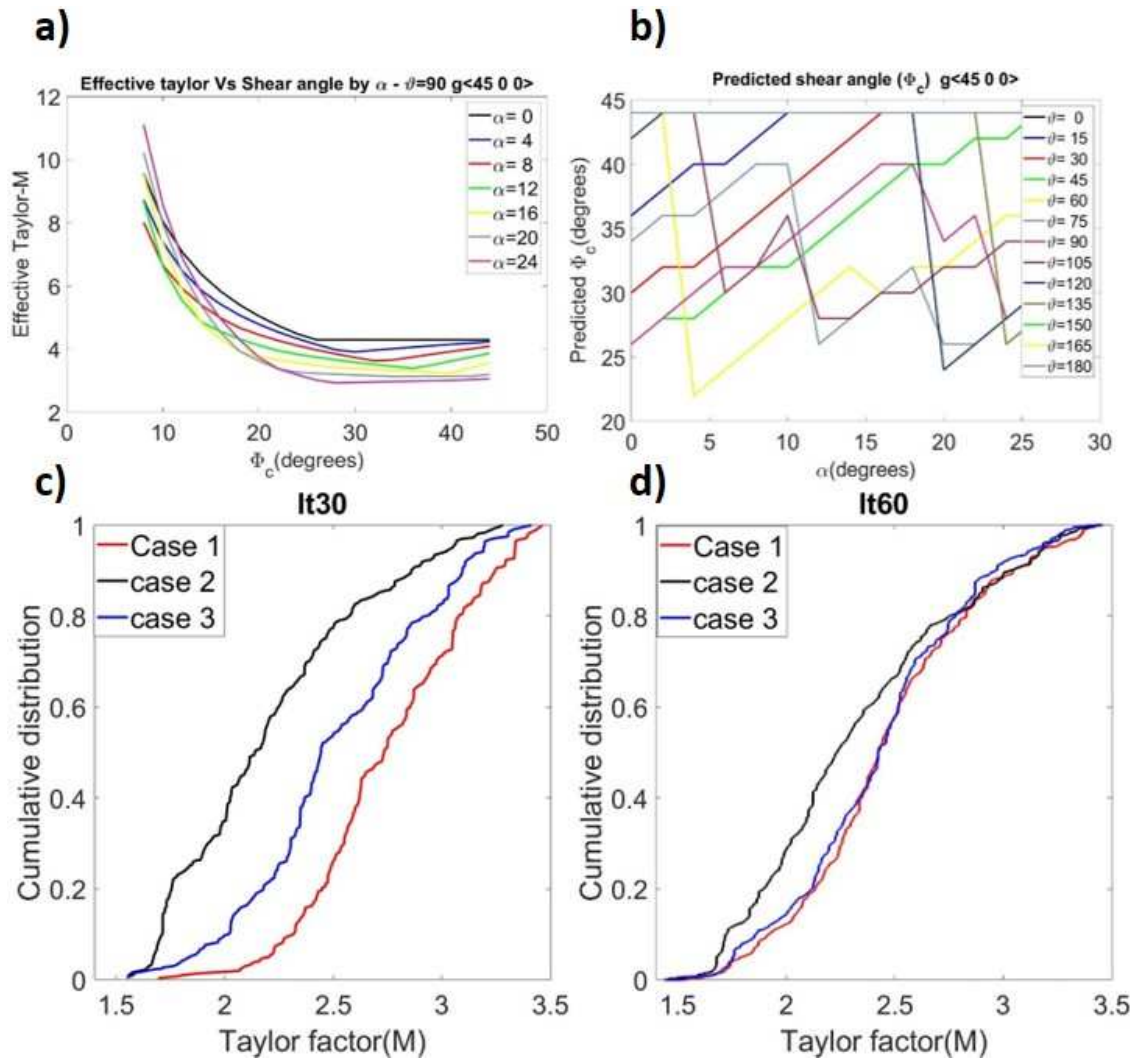 a)
Effective taylor Vs Shear angle by α - ϑ=90 g<45 0 0>
12
10
8
6
4
2
Effective Taylor-M
0 10 20 30 40 50
Φc(degrees)
α= 0
α= 4
α= 8
α=12
α=16
α=20
α=24
b)
Predicted shear angle (Φc) g<45 0 0>
45
40
35
30
25
20
Predicted Φc(degrees)
0 5 10 15 20 25 30
α(degrees)
ϑ= 0
ϑ= 15
ϑ= 30
ϑ= 45
ϑ= 60
ϑ= 75
ϑ= 90
ϑ=105
ϑ=120
ϑ=135
ϑ=150
ϑ=165
ϑ=180
c)
It30
Case 1
case 2
case 3
1
0.8
0.6
0.4
0.2
0
Cumulative distribution
1.5 2 2.5 3 3.5
Taylor factor(M)
d)
It60
Case 1
case 2
case 3
1
0.8
0.6
0.4
0.2
0
Cumulative distribution
1.5 2 2.5 3 3.5
Taylor factor(M)